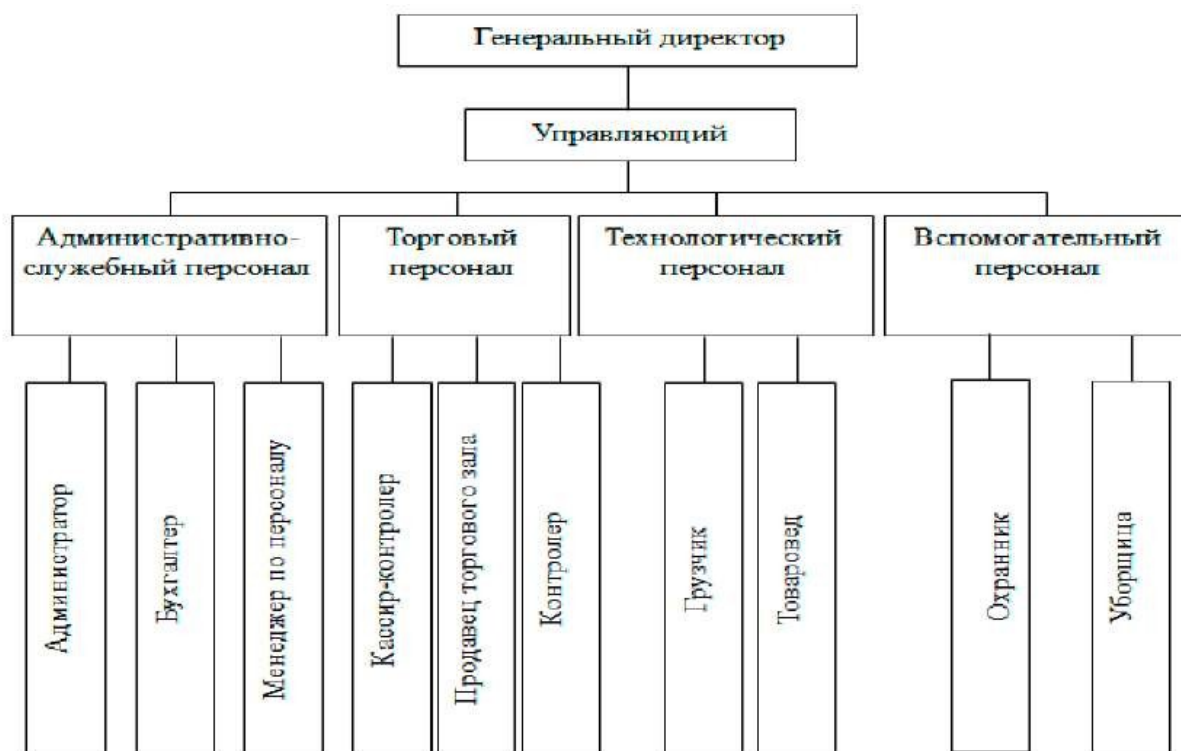 Генеральный директор
Управляющий
Административно-
служебный персонал
Торговый
персонал
Технологический
персонал
Вспомогательный
персонал
Администратор
Бухгалтер
Менеджер по персоналу
Кассир-контролер
Продавец торгового зала
Контролер
Грузчик
Товаровед
Охранник
Уборщица